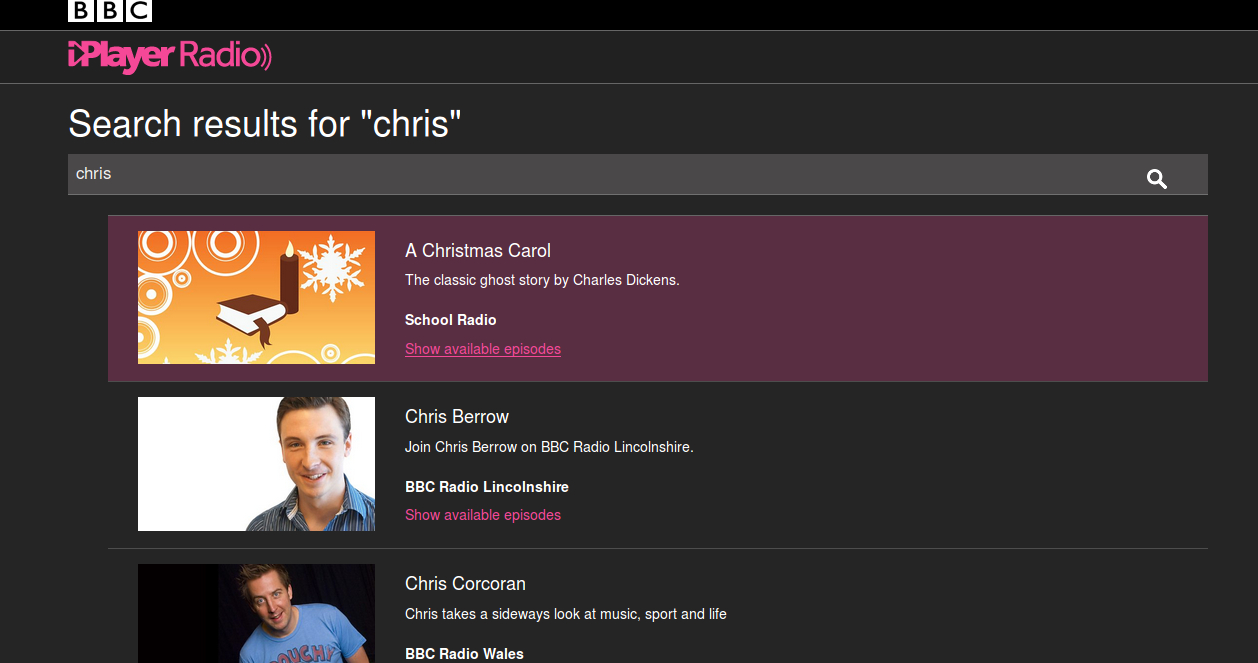 BBC
iPlayer Radio
Search results for "chris"
chris
A Christmas Carol
The classic ghost story by Charles Dickens.
School Radio
Show available episodes
Chris Berrow
Join Chris Berrow on BBC Radio Lincolnshire.
BBC Radio Lincolnshire
Show available episodes
Chris Corcoran
Chris takes a sideways look at music, sport and life
BBC Radio Wales